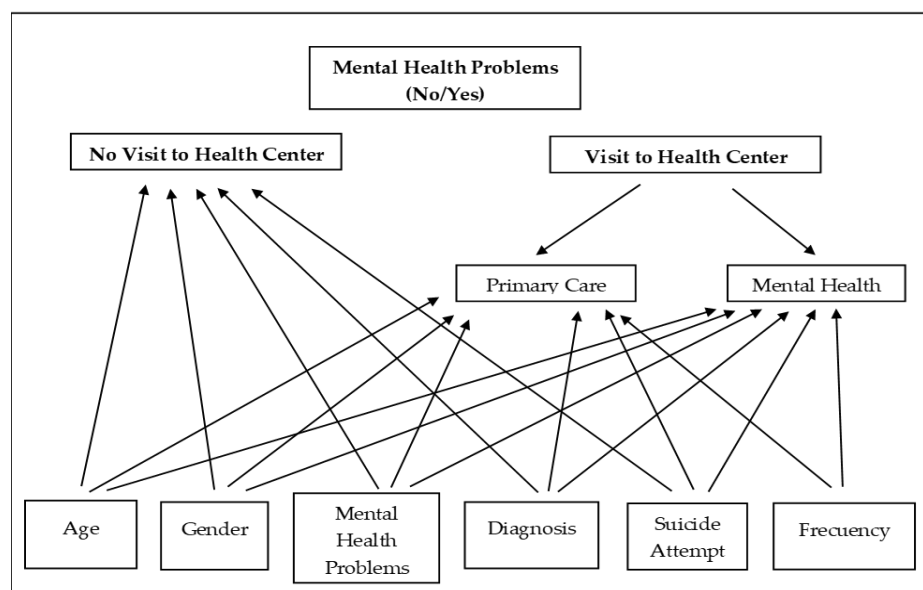 Mental Health Problems
(No/Yes)
No Visit to Health Center
Visit to Health Center
Primary Care
Mental Health
Age
Gender
Mental
Health
Problems
Diagnosis
Suicide
Attempt
Frecuency